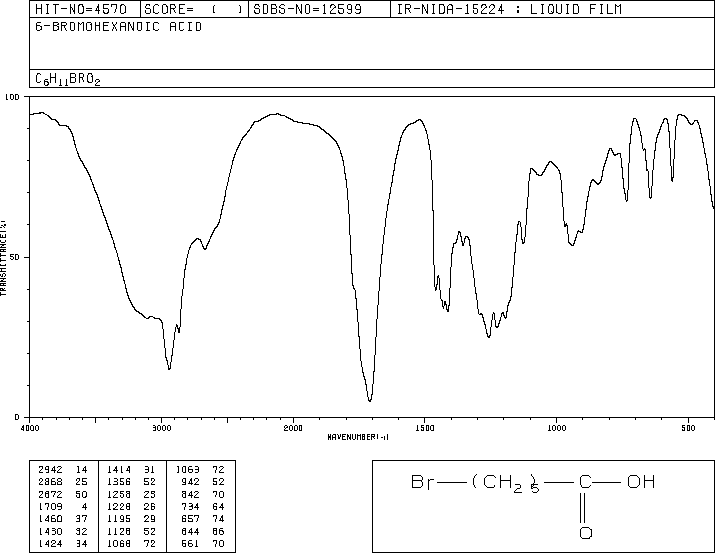 HIT-NO=4570 SCORE= ( ) SDBS-NO=12599 IR-NIDA-15224 : LIQUID FILM
6-BROMOHEXANOIC ACID
C6H11BRO2
100
50
0
TRANSMITTANCE(%)
4000 3000 2000 1500 1000 500
WAVENUMBER(-1)
2942 14 1414 31 1063 72
2868 25 1356 52 942 52
2672 50 1258 25 842 70
1709 4 1228 26 734 64
1460 37 1195 29 657 74
1430 32 1128 52 644 66
1424 34 1068 72 561 70
Br—(CH2)5—C—OH
O